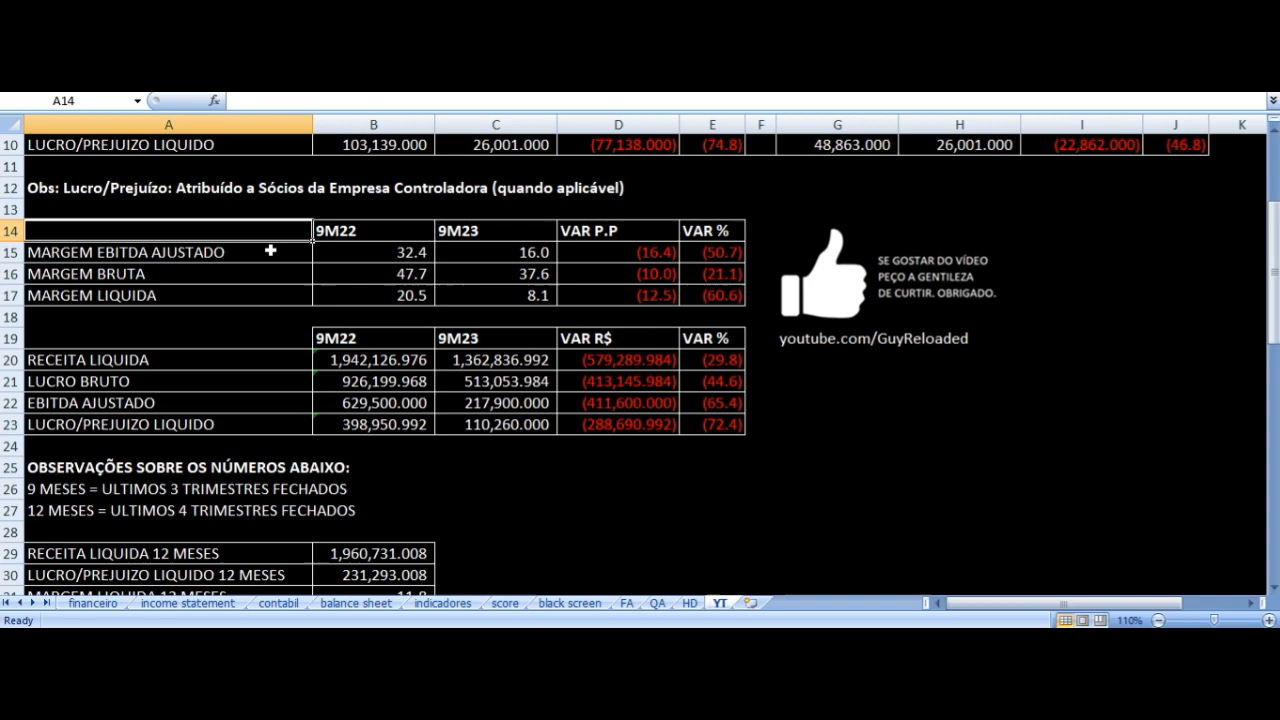 A14 fx
A B C D E F G H I J K
10 LUCRO/PREJUIZO LIQUIDO 103,139.000 26,001.000 (77,138.000) (74.8) 48,863.000 26,001.000 (22,862.000) (46.8)
11
12 Obs: Lucro/Prejuízo: Atribuído a Sócios da Empresa Controladora (quando aplicável)
13
14 9M22 9M23 VAR P.P VAR %
15 MARGEM EBITDA AJUSTADO 32.4 16.0 (16.4) (50.7)
16 MARGEM BRUTA 47.7 37.6 (10.0) (21.1)
17 MARGEM LIQUIDA 20.5 8.1 (12.5) (60.6)
SE GOSTAR DO VÍDEO
PEÇO A GENTILEZA
DE CURTIR. OBRIGADO.
youtube.com/GuyReloaded
18
19 9M22 9M23 VAR R$ VAR %
20 RECEITA LIQUIDA 1,942,126.976 1,362,836.992 (579,289.984) (29.8)
21 LUCRO BRUTO 926,199.968 513,053.984 (413,145.984) (44.6)
22 EBITDA AJUSTADO 629,500.000 217,900.000 (411,600.000) (65.4)
23 LUCRO/PREJUIZO LIQUIDO 398,950.992 110,260.000 (288,690.992) (72.4)
24
25 OBSERVAÇÕES SOBRE OS NÚMEROS ABAIXO:
26 9 MESES = ULTIMOS 3 TRIMESTRES FECHADOS
27 12 MESES = ULTIMOS 4 TRIMESTRES FECHADOS
28
29 RECEITA LIQUIDA 12 MESES 1,960,731.008
30 LUCRO/PREJUIZO LIQUIDO 12 MESES 231,293.008
31 MARGEM LIQUIDA 12 MESES 11.8
financeiro income statement contabil balance sheet indicadores score black screen FA QA HD YT
Ready 110%